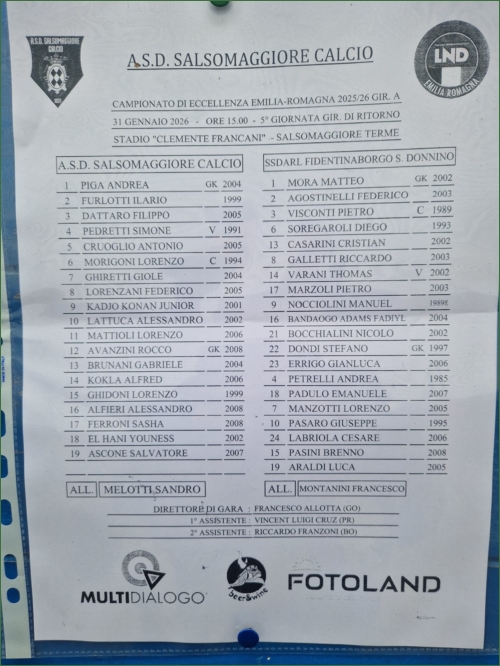 A.S.D. SALSOMAGGIORE CALCIO
A.S.D. SALSOMAGGIORE
CALCIO
LND
EMILIA ROMAGNA
CAMPIONATO DI ECCELLENZA EMILIA-ROMAGNA 2025/26 GIR. A
31 GENNAIO 2026 - ORE 15.00 - 5ª GIORNATA GIR. DI RITORNO
STADIO "CLEMENTE FRANCANI" - SALSOMAGGIORE TERME
A.S.D. SALSOMAGGIORE CALCIO
1 PIGA ANDREA GK 2004
2 FURLOTTI ILARIO 1999
3 DATTARO FILIPPO 2005
4 PEDRETTI SIMONE V 1991
5 CRUOGLIO ANTONIO 2005
6 MORIGONI LORENZO C 1994
7 GHIRETTI GIOLE 2004
8 LORENZANI FEDERICO 2005
9 KADJO KONAN JUNIOR 2001
10 LATTUCA ALESSANDRO 2002
11 MATTIOLI LORENZO 2006
12 AVANZINI ROCCO GK 2008
13 BRUNANI GABRIELE 2004
14 KOKLA ALFRED 2006
15 GHIDONI LORENZO 1999
16 ALFIERI ALESSANDRO 2008
17 FERRONI SASHA 2008
18 EL HANI YOUNESS 2002
19 ASCONE SALVATORE 2007
ALL. MELOTTI SANDRO
SSDARL FIDENTINABORGO S. DONNINO
1 MORA MATTEO GK 2002
2 AGOSTINELLI FEDERICO 2003
3 VISCONTI PIETRO C 1989
6 SOREGAROLI DIEGO 1993
13 CASARINI CRISTIAN 2002
8 GALLETTI RICCARDO 2003
14 VARANI THOMAS V 2002
17 MARZOLI PIETRO 2003
9 NOCCIOLINI MANUEL
16 BANDAOGO ADAMS FADIYL 2004
21 BOCCHIALINI NICOLO 2002
22 DONDI STEFANO GK 1997
23 ERRIGO GIANLUCA 2006
4 PETRELLI ANDREA 1985
18 PADULO EMANUELE 2007
7 MANZOTTI LORENZO 2005
10 PASARO GIUSEPPE 1995
24 LABRIOLA CESARE 2006
15 PASINI BRENNO 2008
19 ARALDI LUCA 2005
ALL. MONTANINI FRANCESCO
DIRETTORE DI GARA : FRANCESCO ALLOTTA (GO)
1° ASSISTENTE : VINCENT LUIGI CRUZ (PR)
2° ASSISTENTE : RICCARDO FRANZONI (BO)
MULTIDIALOGO
beer&wine
FOTOLAND